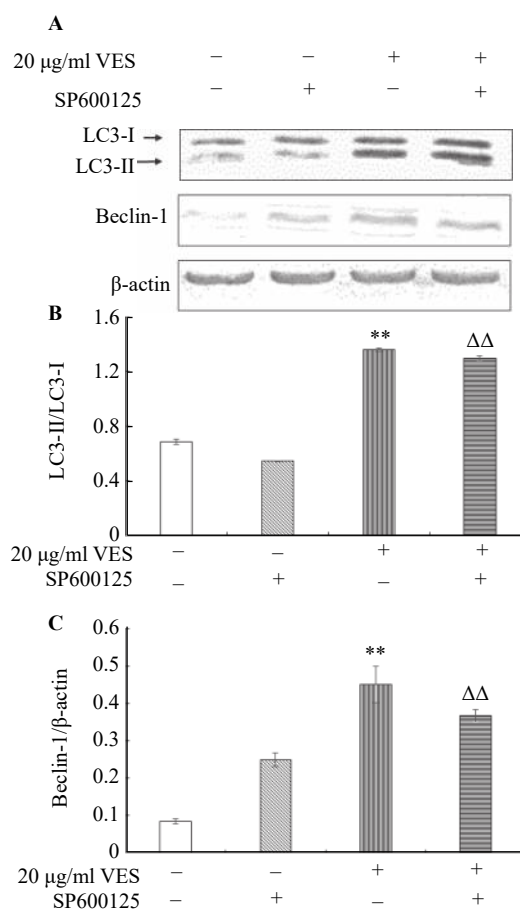 A
20 μg/ml VES – – + +
SP600125 – + – +
LC3-I
LC3-II
Beclin-1
β-actin
B
LC3-II/LC3-I
1.6
1.2
0.8
0.4
0
** ΔΔ
20 μg/ml VES – – + +
SP600125 – + – +
C
Beclin-1/β-actin
0.6
0.5
0.4
0.3
0.2
0.1
0
** ΔΔ
20 μg/ml VES – – + +
SP600125 – + – +